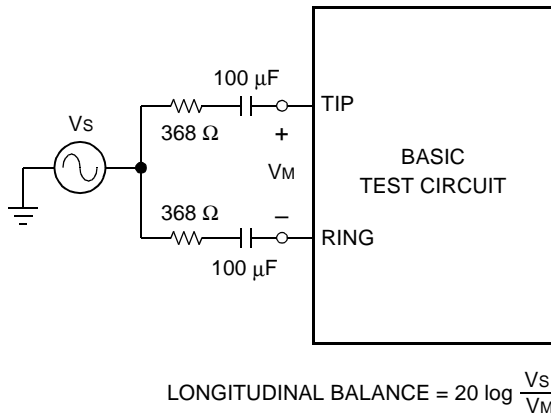 100 μF
TIP
VS
368 Ω
+
BASIC
TEST CIRCUIT
VM
368 Ω
–
RING
100 μF
LONGITUDINAL BALANCE = 20 log VS
VM